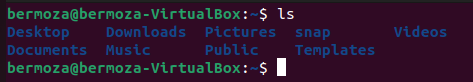 bermoza@bermoza-VirtualBox:~$ ls
Desktop    Downloads  Pictures  snap       Videos
Documents  Music      Public    Templates
bermoza@bermoza-VirtualBox:~$